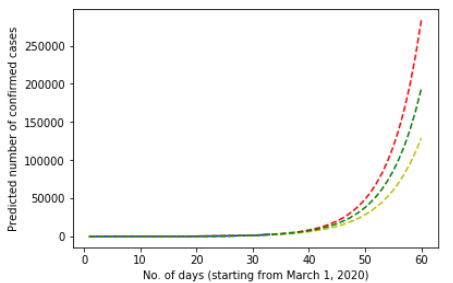 250000
200000
150000
100000
50000
0
Predicted number of confirmed cases
0 10 20 30 40 50 60
No. of days (starting from March 1, 2020)